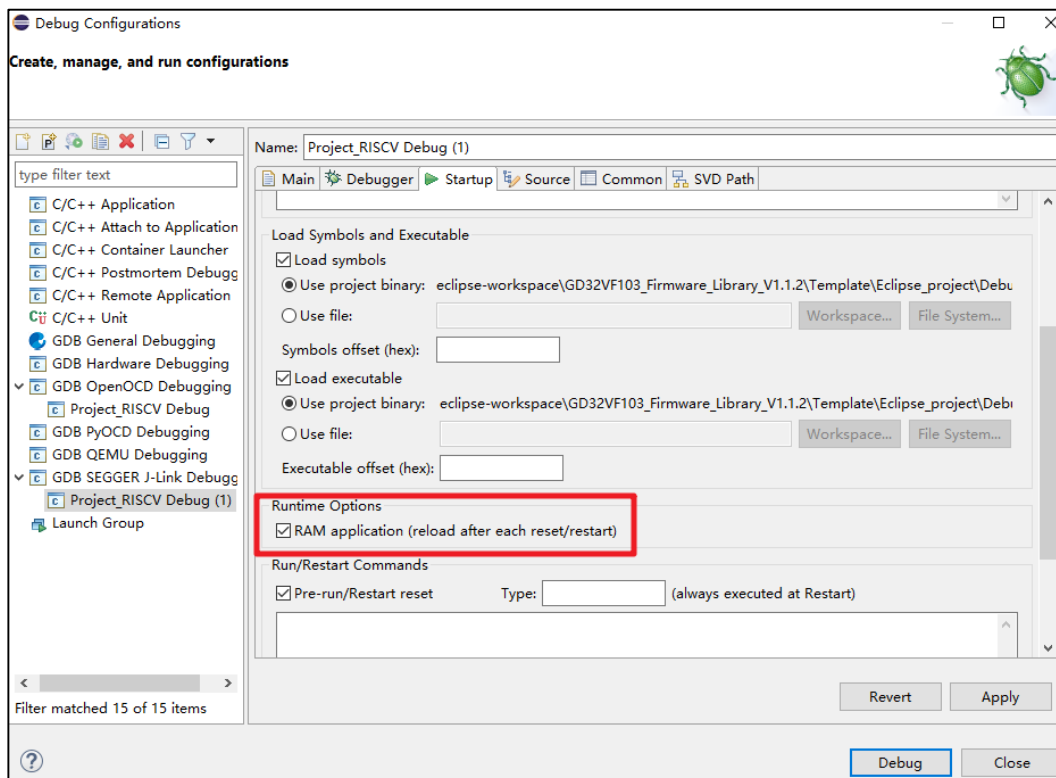 Debug Configurations
Create, manage, and run configurations
type filter text
C/C++ Application
C/C++ Attach to Application
C/C++ Container Launcher
C/C++ Postmortem Debugg
C/C++ Remote Application
C/C++ Unit
GDB General Debugging
GDB Hardware Debugging
GDB OpenOCD Debugging
Project_RISCV Debug
GDB PyOCD Debugging
GDB QEMU Debugging
GDB SEGGER J-Link Debugg
Project_RISCV Debug (1)
Launch Group
Filter matched 15 of 15 items
Name: Project_RISCV Debug (1)
Main Debugger Startup Source Common SVD Path
Load Symbols and Executable
Load symbols
Use project binary: eclipse-workspace\GD32VF103_Firmware_Library_V1.1.2\Template\Eclipse_project\Debu
Use file: Workspace... File System...
Symbols offset (hex):
Load executable
Use project binary: eclipse-workspace\GD32VF103_Firmware_Library_V1.1.2\Template\Eclipse_project\Debu
Use file: Workspace... File System...
Executable offset (hex):
Runtime Options
RAM application (reload after each reset/restart)
Run/Restart Commands
Pre-run/Restart reset Type: (always executed at Restart)
Revert Apply
Debug Close